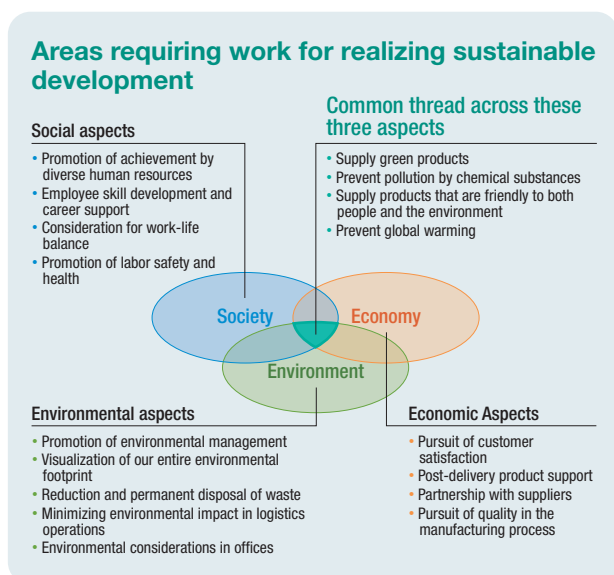 Areas requiring work for realizing sustainable
development
Social aspects
• Promotion of achievement by
diverse human resources
• Employee skill development and
career support
• Consideration for work-life
balance
• Promotion of labor safety and
health
Common thread across these
three aspects
• Supply green products
• Prevent pollution by chemical substances
• Supply products that are friendly to both
people and the environment
• Prevent global warming
Society
Economy
Environment
Environmental aspects
• Promotion of environmental management
• Visualization of our entire environmental
footprint
• Reduction and permanent disposal of waste
• Minimizing environmental impact in logistics
operations
• Environmental considerations in offices
Economic Aspects
• Pursuit of customer
satisfaction
• Post-delivery product support
• Partnership with suppliers
• Pursuit of quality in the
manufacturing process